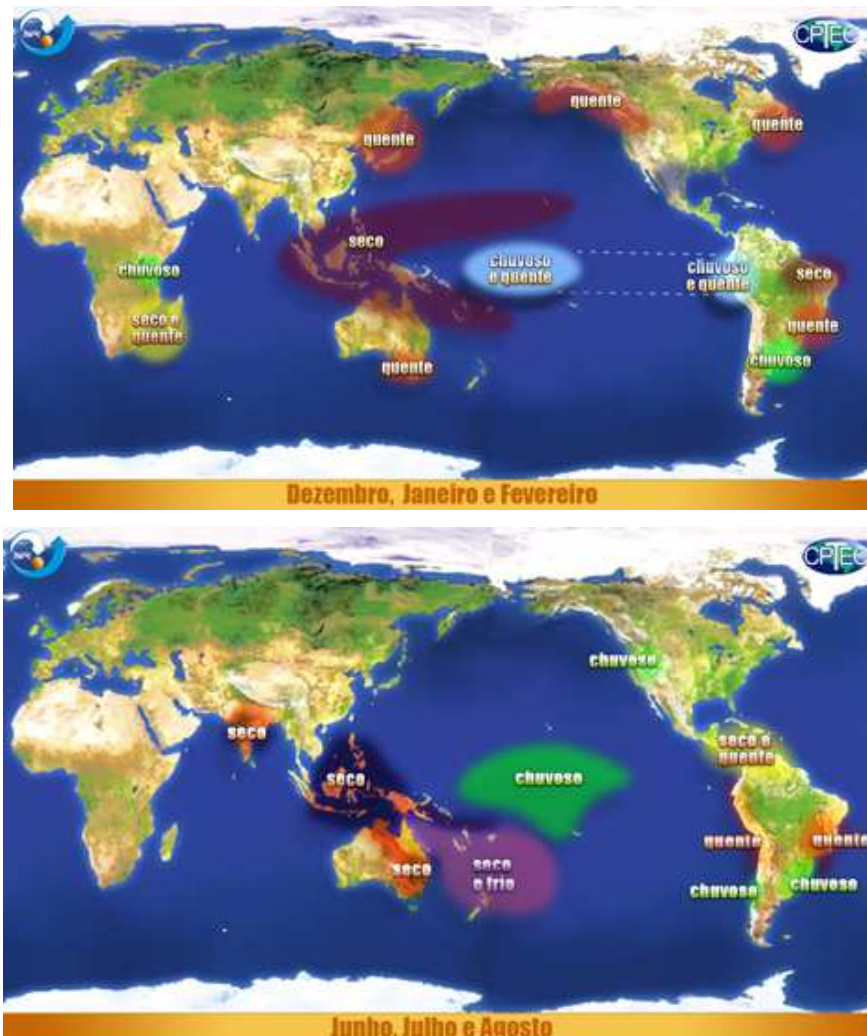 CPTEC
quente
quente
quente
seco
chuvoso
e quente
chuvoso
e quente
seco
chuvoso
seco e
quente
quente
quente
chuvoso
Dezembro, Janeiro e Fevereiro
CPTEC
chuvoso
seco
seco e
quente
seco
chuvoso
quente
quente
seco
seco
e frio
chuvoso
chuvoso
Junho, Julho e Agosto